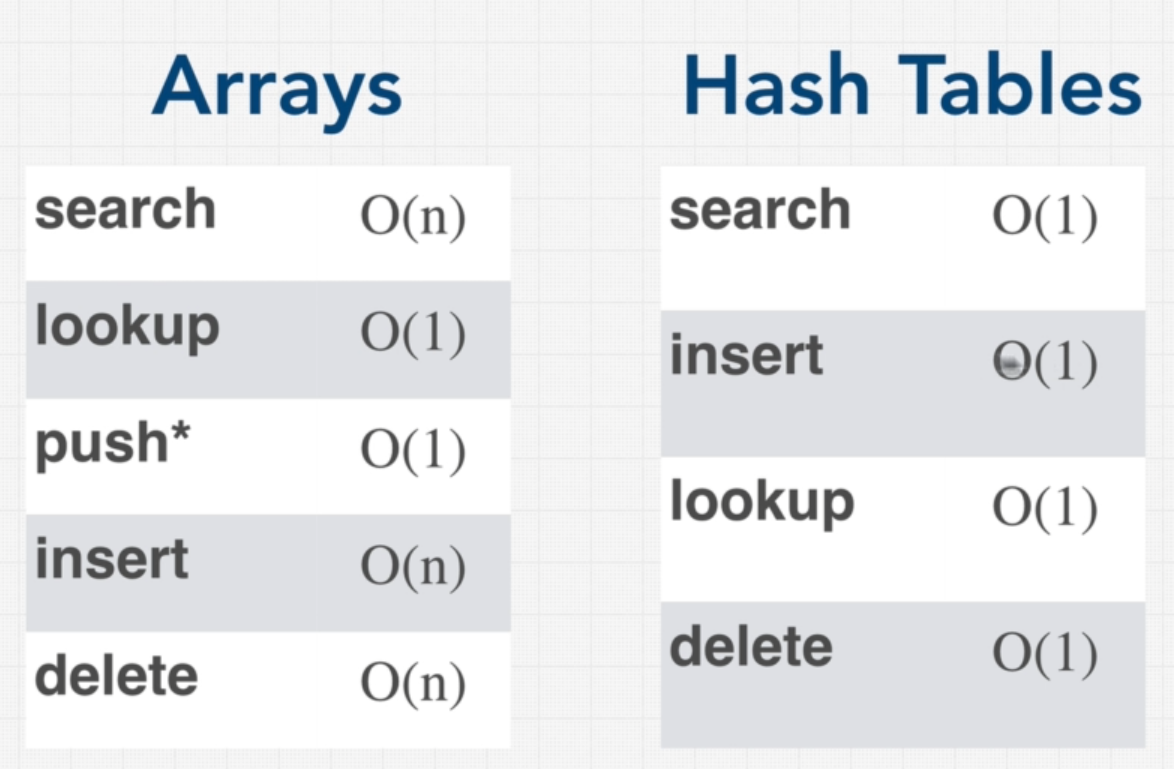 Arrays
search O(n)
lookup O(1)
push* O(1)
insert O(n)
delete O(n)
Hash Tables
search O(1)
insert O(1)
lookup O(1)
delete O(1)